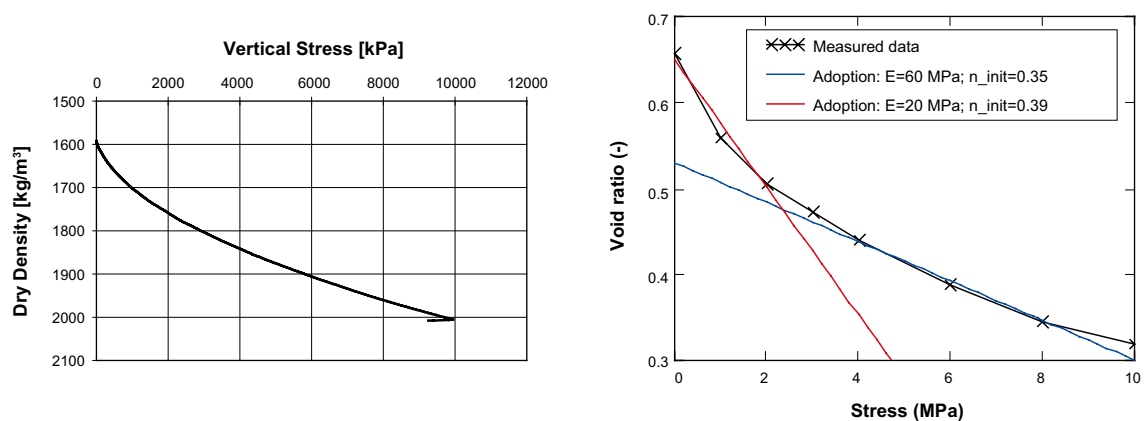 Vertical Stress [kPa]
0 2000 4000 6000 8000 10000 12000
1500
1600
1700
1800
1900
2000
2100
Dry Density [kg/m³]
0.7
0.6
0.5
0.4
0.3
Void ratio (-)
Measured data
Adoption: E=60 MPa; n_init=0.35
Adoption: E=20 MPa; n_init=0.39
0 2 4 6 8 10
Stress (MPa)